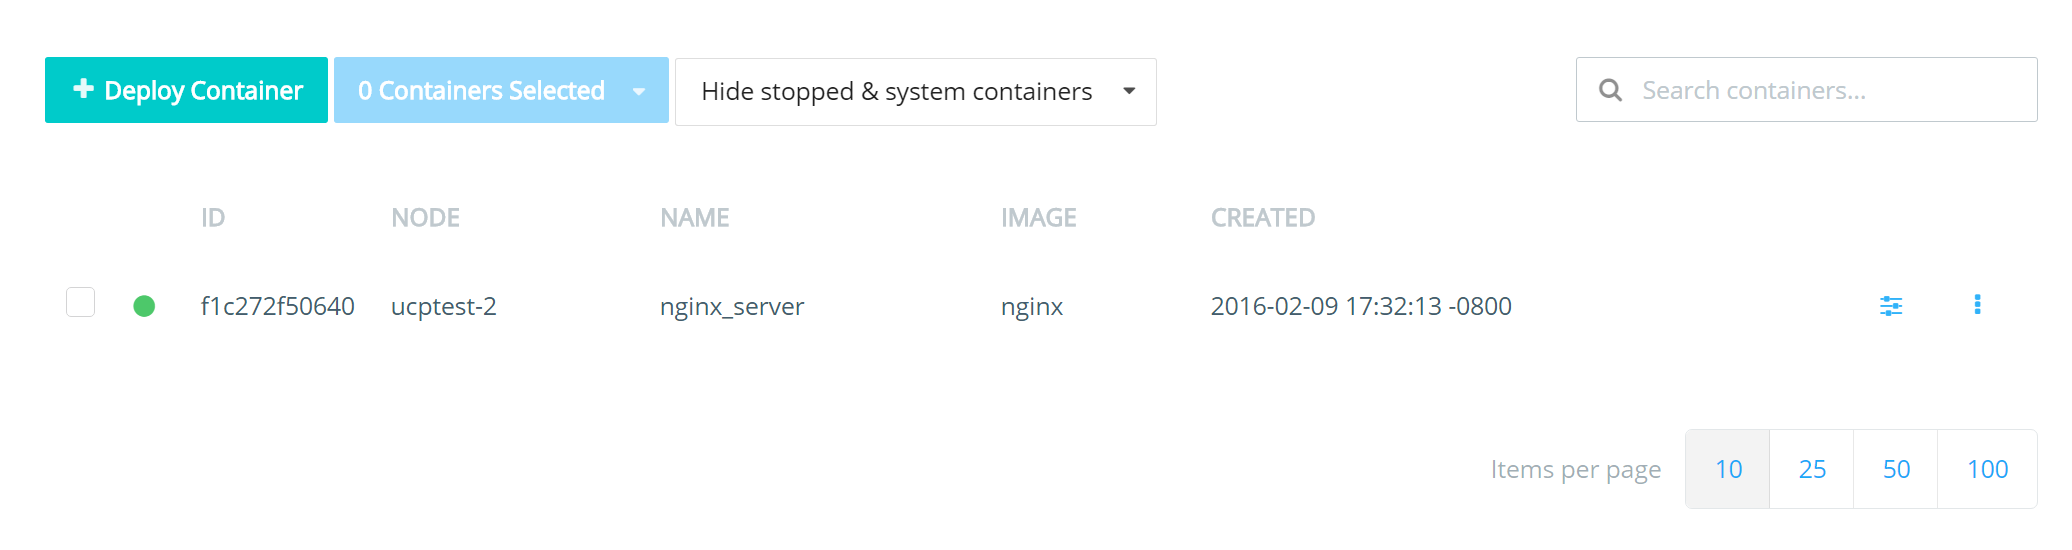 Deploy Container 0 Containers Selected Hide stopped & system containers Search containers...
ID NODE NAME IMAGE CREATED
f1c272f50640 ucptest-2 nginx_server nginx 2016-02-09 17:32:13 -0800
Items per page 10 25 50 100